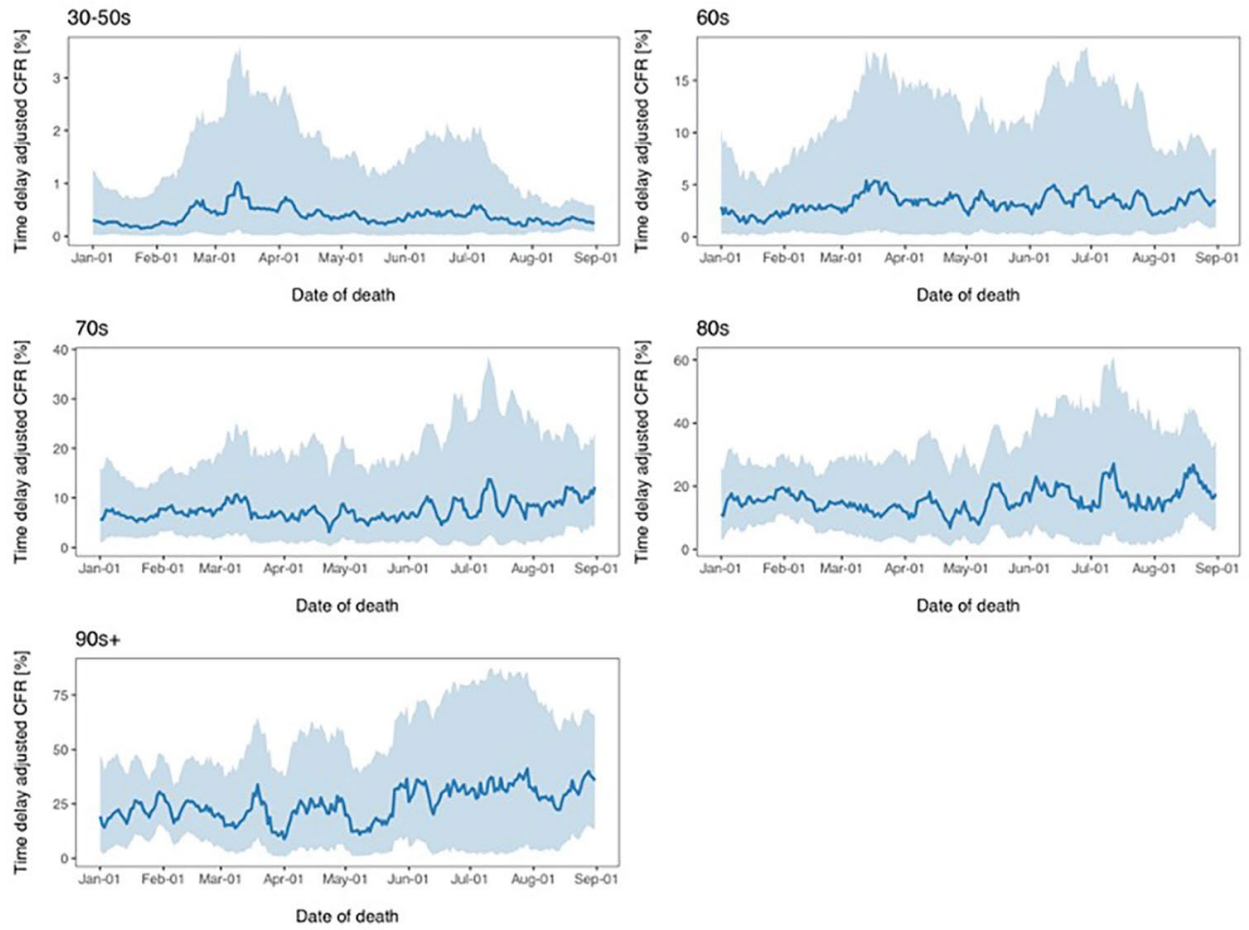 30-50s
Time delay adjusted CFR [%]
3
2
1
0
Jan-01 Feb-01 Mar-01 Apr-01 May-01 Jun-01 Jul-01 Aug-01 Sep-01
Date of death
60s
Time delay adjusted CFR [%]
15
10
5
0
Jan-01 Feb-01 Mar-01 Apr-01 May-01 Jun-01 Jul-01 Aug-01 Sep-01
Date of death
70s
Time delay adjusted CFR [%]
40
30
20
10
0
Jan-01 Feb-01 Mar-01 Apr-01 May-01 Jun-01 Jul-01 Aug-01 Sep-01
Date of death
80s
Time delay adjusted CFR [%]
60
40
20
0
Jan-01 Feb-01 Mar-01 Apr-01 May-01 Jun-01 Jul-01 Aug-01 Sep-01
Date of death
90s+
Time delay adjusted CFR [%]
75
50
25
0
Jan-01 Feb-01 Mar-01 Apr-01 May-01 Jun-01 Jul-01 Aug-01 Sep-01
Date of death